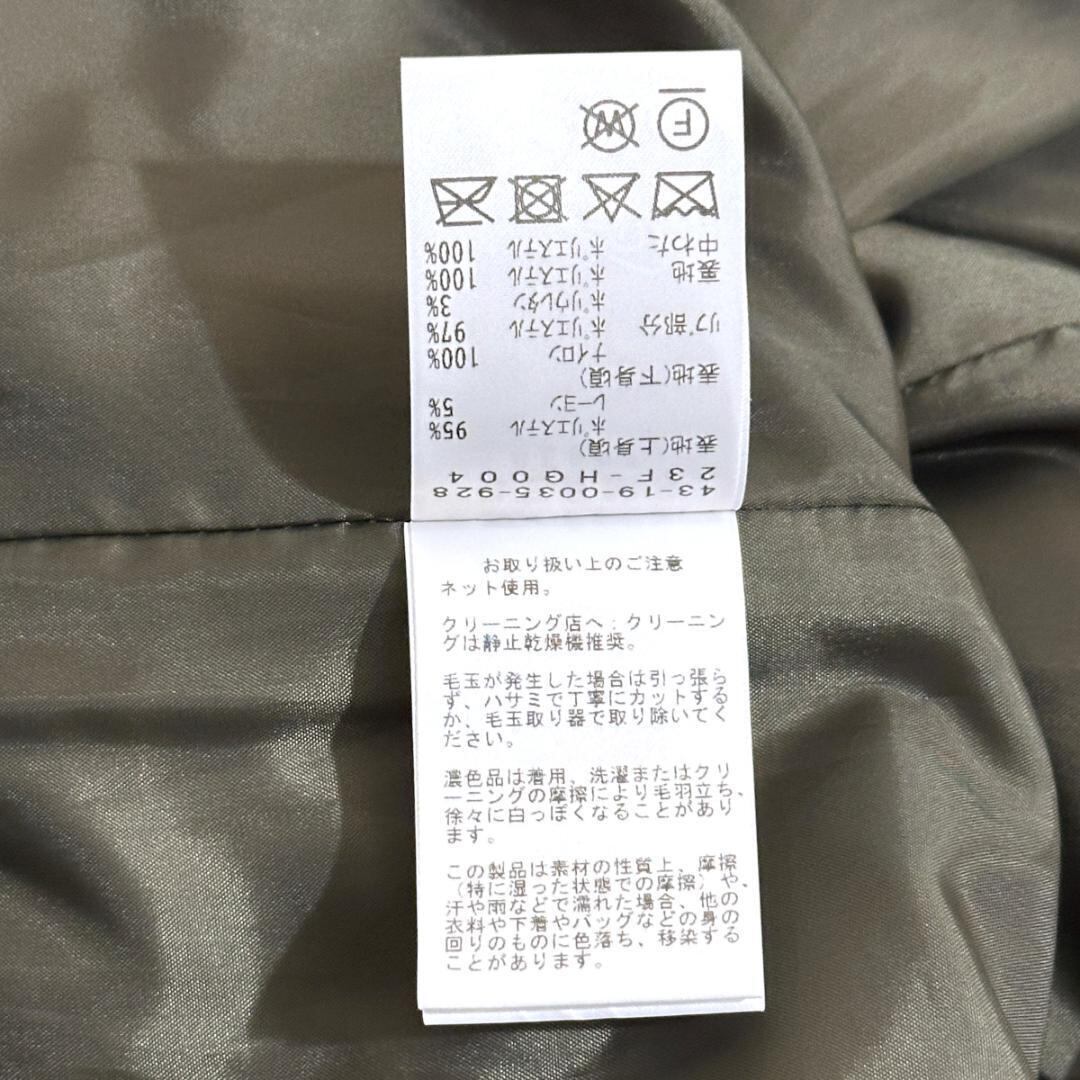 43-19-0035-928
23F-HG004
表地(上身頃)
ポリエステル 95%
レーヨン 5%
表地(下身頃)
ナイロン 100%
リブ部分 ポリエステル 97%
ポリウレタン 3%
裏地 ポリエステル 100%
中わた ポリエステル 100%
F W
お取り扱い上のご注意
ネット使用。
クリーニング店へ:クリーニン
グは静止乾燥機推奨。
毛玉が発生した場合は引っ張ら
ず、ハサミで丁寧にカットする
か、毛玉取り器で取り除いてく
ださい。
濃色品は着用、洗濯またはクリ
ーニングの摩擦により毛羽立ち、
徐々に白っぽくなることがあり
ます。
この製品は素材の性質上、摩擦
(特に湿った状態での摩擦)や、
汗や雨などで濡れた場合、他の
衣料や下着やバッグなどの身の
回りのものに色落ち、移染する
ことがあります。